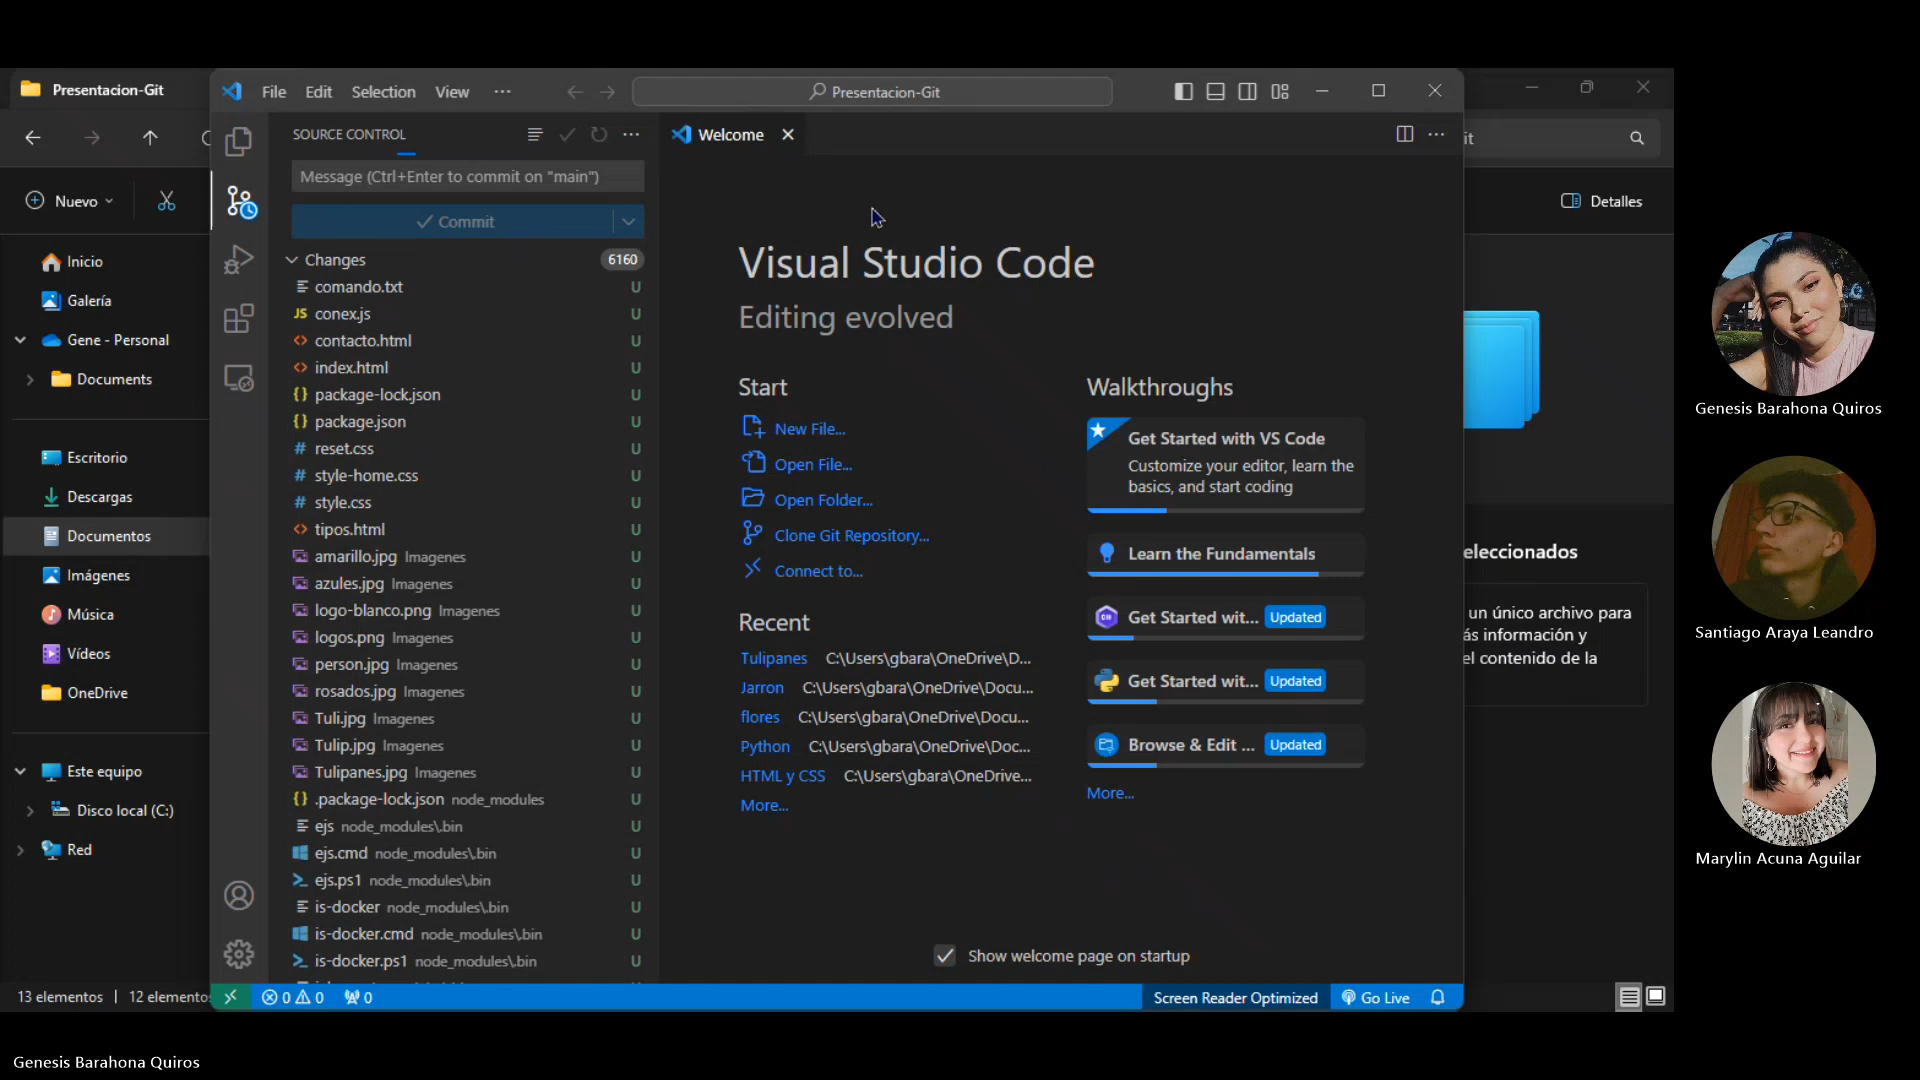 Presentacion-Git
Nuevo
Inicio
Galería
Gene - Personal
Documents
Escritorio
Descargas
Documentos
Imágenes
Música
Vídeos
OneDrive
Este equipo
Disco local (C:)
Red
13 elementos
12 elemento
File Edit Selection View ···
Presentacion-Git
SOURCE CONTROL
Message (Ctrl+Enter to commit on "main")
Commit
Changes 6160
comando.txt U
JS conex.js U
<> contacto.html U
<> index.html U
{} package-lock.json U
{} package.json U
# reset.css U
# style-home.css U
# style.css U
<> tipos.html U
amarillo.jpg Imagenes U
azules.jpg Imagenes U
logo-blanco.png Imagenes U
logos.png Imagenes U
person.jpg Imagenes U
rosados.jpg Imagenes U
Tuli.jpg Imagenes U
Tulip.jpg Imagenes U
Tulipanes.jpg Imagenes U
{} .package-lock.json node_modules U
ejs node_modules\.bin U
ejs.cmd node_modules\.bin U
ejs.ps1 node_modules\.bin U
is-docker node_modules\.bin U
is-docker.cmd node_modules\.bin U
is-docker.ps1 node_modules\.bin U
Welcome
Visual Studio Code
Editing evolved
Start
New File...
Open File...
Open Folder...
Clone Git Repository...
Connect to...
Recent
Tulipanes C:\Users\gbara\OneDrive\D...
Jarron C:\Users\gbara\OneDrive\Docu...
flores C:\Users\gbara\OneDrive\Docu...
Python C:\Users\gbara\OneDrive\Doc...
HTML y CSS C:\Users\gbara\OneDrive...
More...
Walkthroughs
Get Started with VS Code
Customize your editor, learn the
basics, and start coding
Learn the Fundamentals
Get Started wit... Updated
Get Started wit... Updated
Browse & Edit ... Updated
More...
Show welcome page on startup
0 0 0
Screen Reader Optimized
Go Live
it
Detalles
eleccionados
un único archivo para
ás información y
el contenido de la
Genesis Barahona Quiros
Santiago Araya Leandro
Marylin Acuna Aguilar
Genesis Barahona Quiros